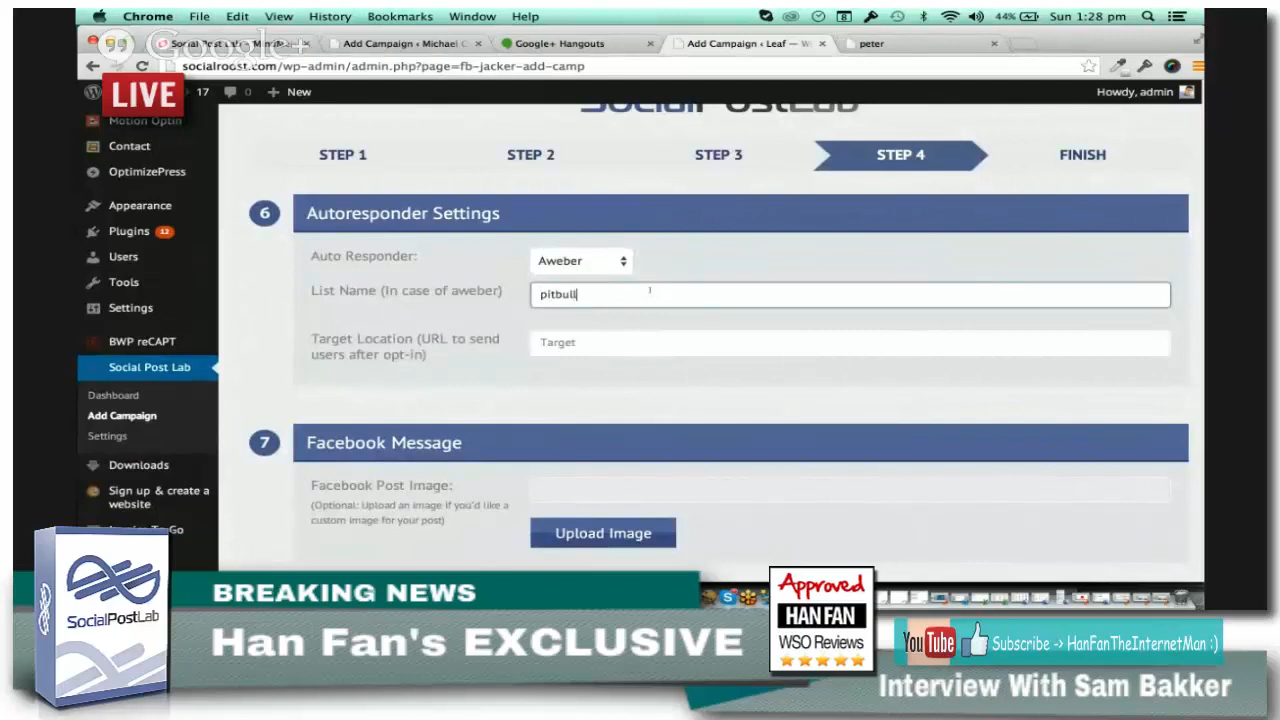 Chrome File Edit View History Bookmarks Window Help 44% Sun 1:28 pm
Google+
Add Campaign ‹ Michael C × Google+ Hangouts × Add Campaign ‹ Leaf — W × peter ×
socialroost.com/wp-admin/admin.php?page=fb-jacker-add-camp
LIVE
17 0 + New Howdy, admin
SocialPostLab
Motion Optin
Contact
OptimizePress
Appearance
Plugins 12
Users
Tools
Settings
BWP reCAPT
Social Post Lab
Dashboard
Add Campaign
Settings
Downloads
Sign up & create a
website
STEP 1 STEP 2 STEP 3 STEP 4 FINISH
6 Autoresponder Settings
Auto Responder: Aweber
List Name (In case of aweber) pitbull
Target Location (URL to send
users after opt-in)
Target
7 Facebook Message
Facebook Post Image:
(Optional: Upload an image if you'd like a
custom image for your post)
Upload Image
SocialPostLab
BREAKING NEWS
Han Fan's EXCLUSIVE
Approved
HAN FAN
WSO Reviews
YouTube Subscribe -> HanFanTheInternetMan :)
Interview With Sam Bakker